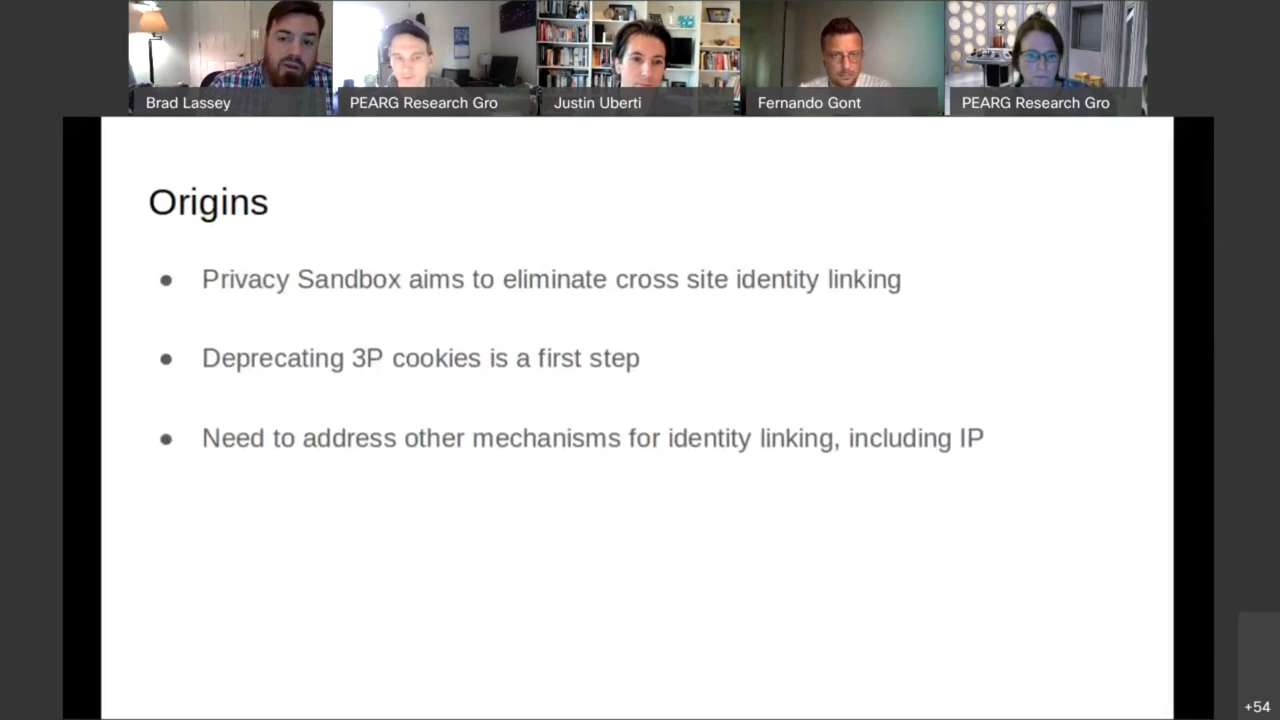 Brad Lassey
PEARG Research Gro
Justin Uberti
Fernando Gont
PEARG Research Gro
Origins
● Privacy Sandbox aims to eliminate cross site identity linking
● Deprecating 3P cookies is a first step
● Need to address other mechanisms for identity linking, including IP
+54